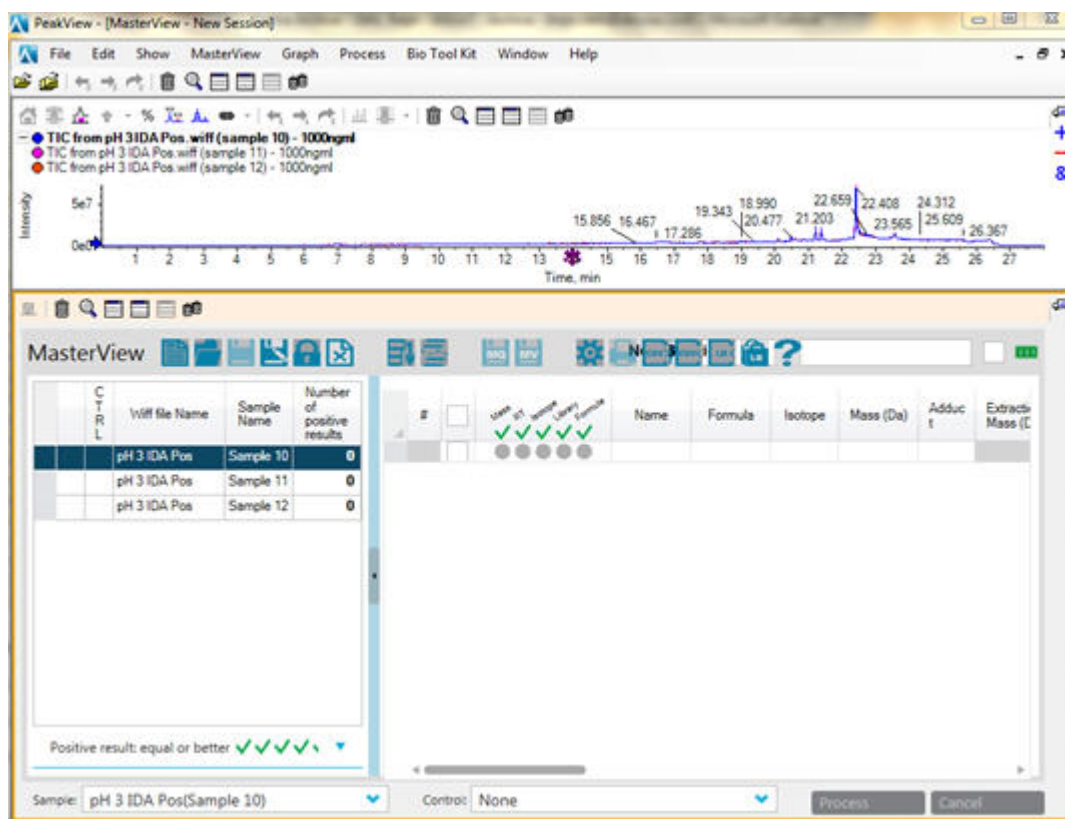 PeakView - [MasterView - New Session]
File Edit Show MasterView Graph Process Bio Tool Kit Window Help
TIC from pH 3 IDA Pos.wiff (sample 10) - 1000ngml
TIC from pH 3 IDA Pos.wiff (sample 11) - 1000ngml
TIC from pH 3 IDA Pos.wiff (sample 12) - 1000ngml
Intensity
5e7
0e0
15.856 16.467 17.286 19.343 18.990 20.477 21.203 22.659 22.408 23.565 24.312 25.609 26.367
1 2 3 4 5 6 7 8 9 10 11 12 13 15 16 17 18 19 20 21 22 23 24 25 26 27
Time, min
MasterView MQ MV
CTRL Wiff file Name Sample Name Number of positive results
pH 3 IDA Pos Sample 10 0
pH 3 IDA Pos Sample 11 0
pH 3 IDA Pos Sample 12 0
# Mass RT Isotope Library Formula Name Formula Isotope Mass (Da) Adduc t
Positive result: equal or better
Sample: pH 3 IDA Pos(Sample 10) Control: None Process Cancel